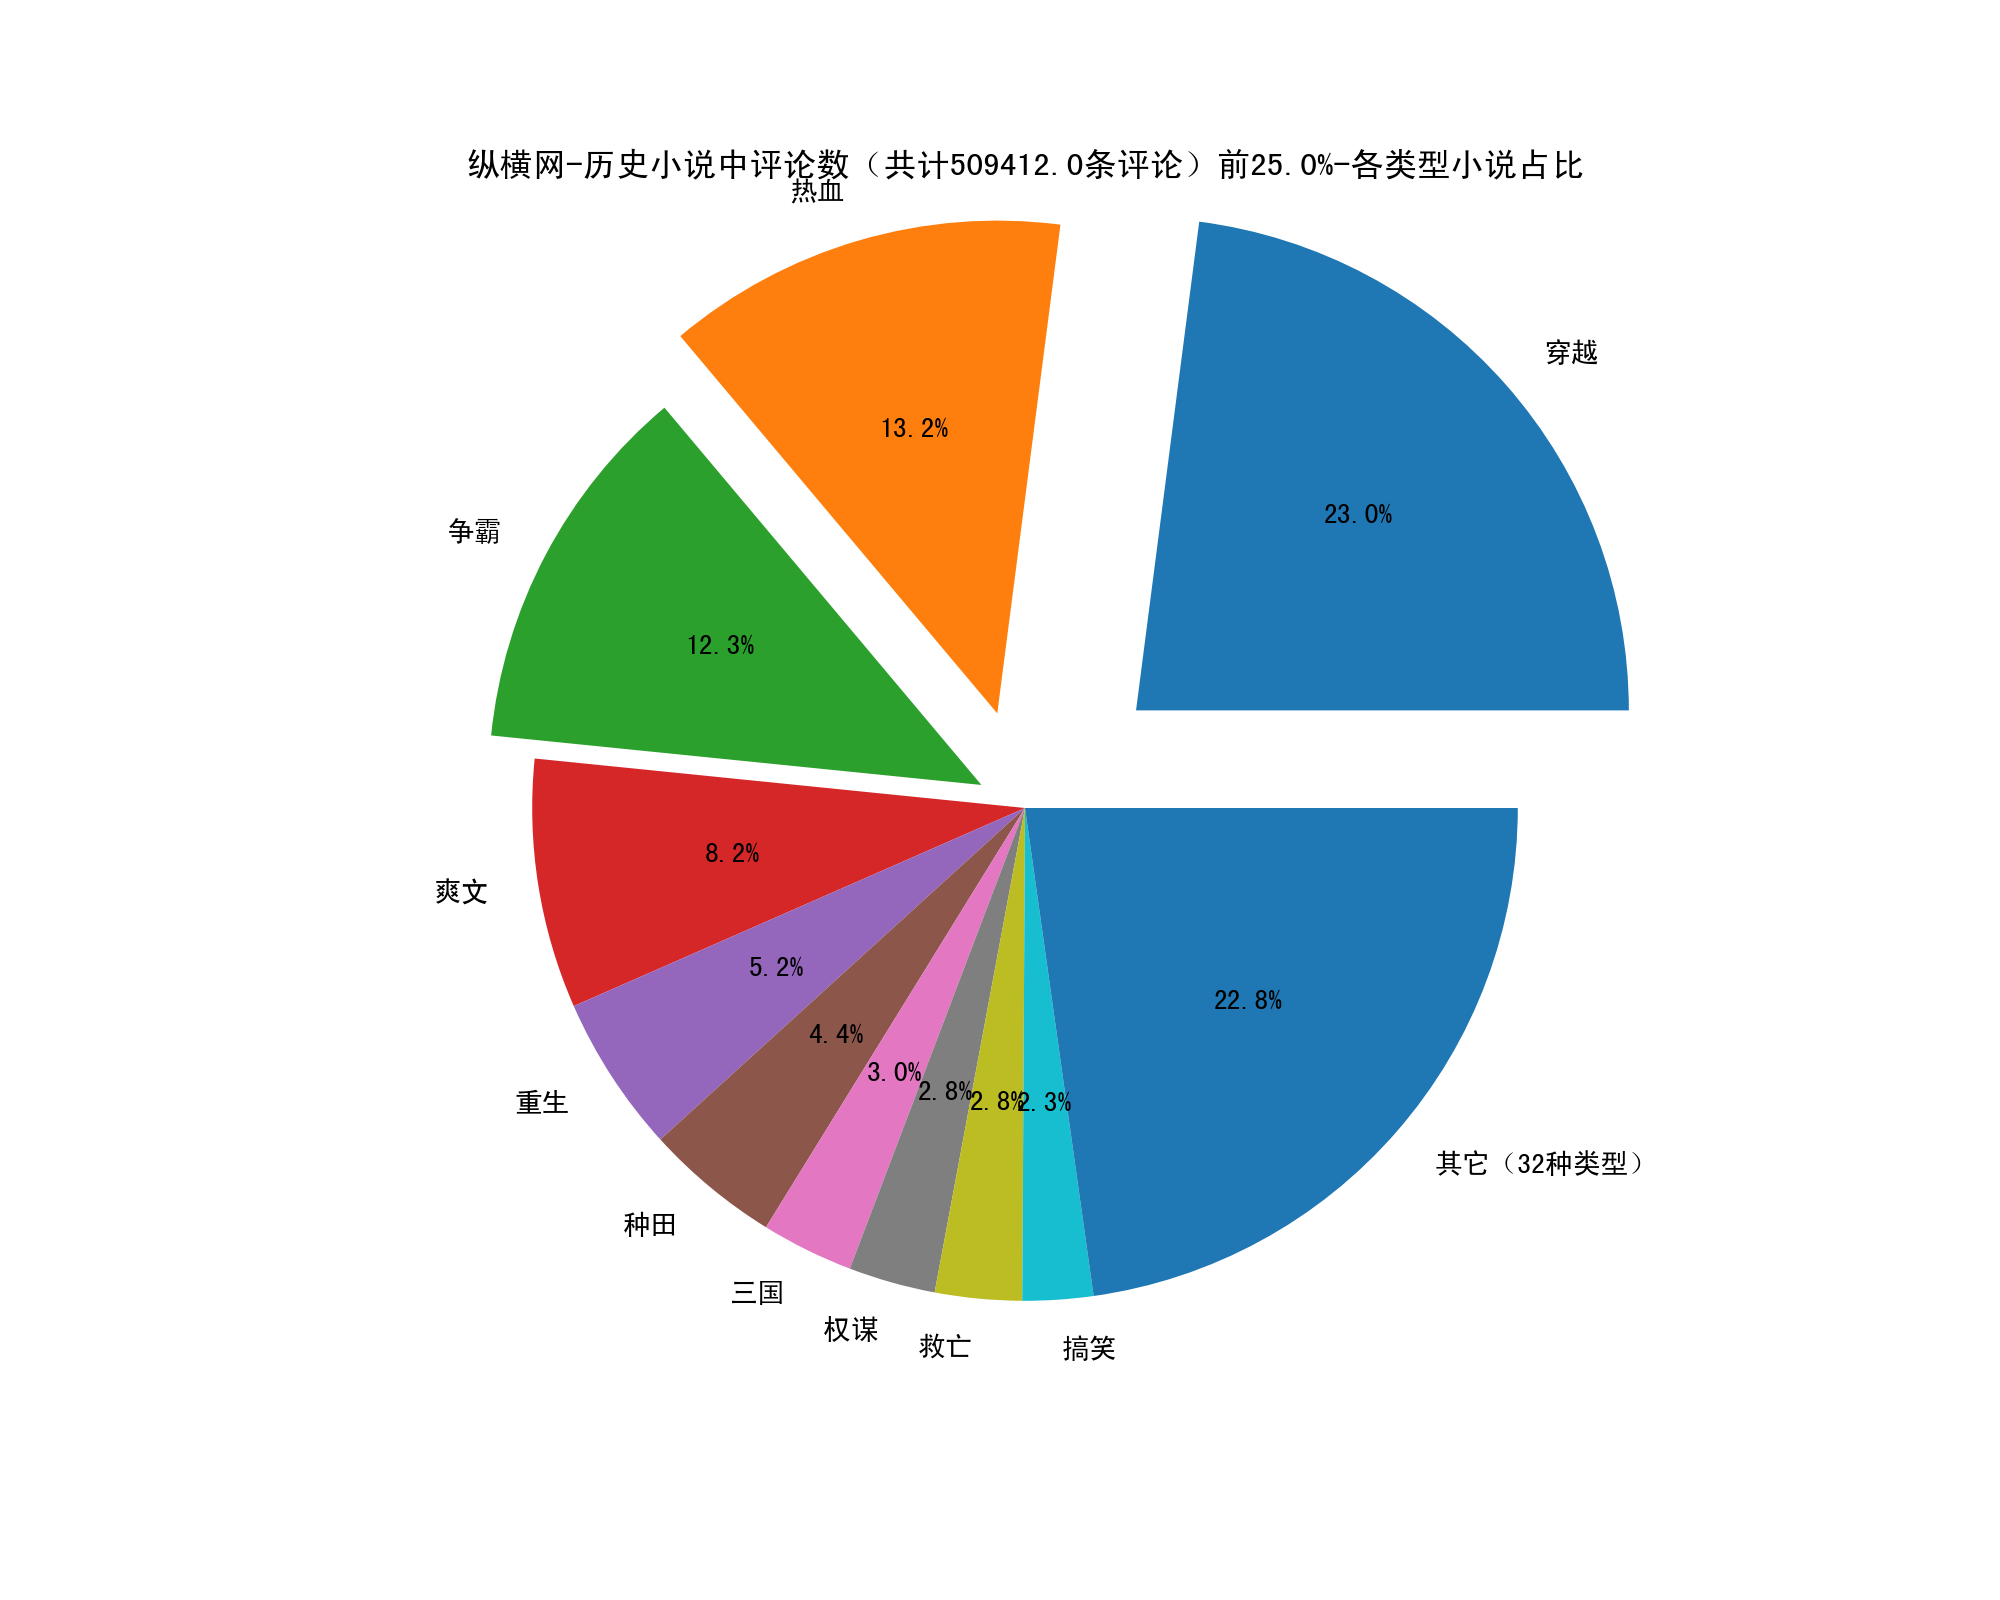 纵横网-历史小说中评论数（共计509412.0条评论）前25.0%-各类型小说占比
热血
穿越
13.2%
23.0%
争霸
12.3%
8.2%
爽文
5.2%
22.8%
4.4%
3.0%
2.8%
2.8%
2.3%
重生
其它（32种类型）
种田
三国
权谋
救亡
搞笑